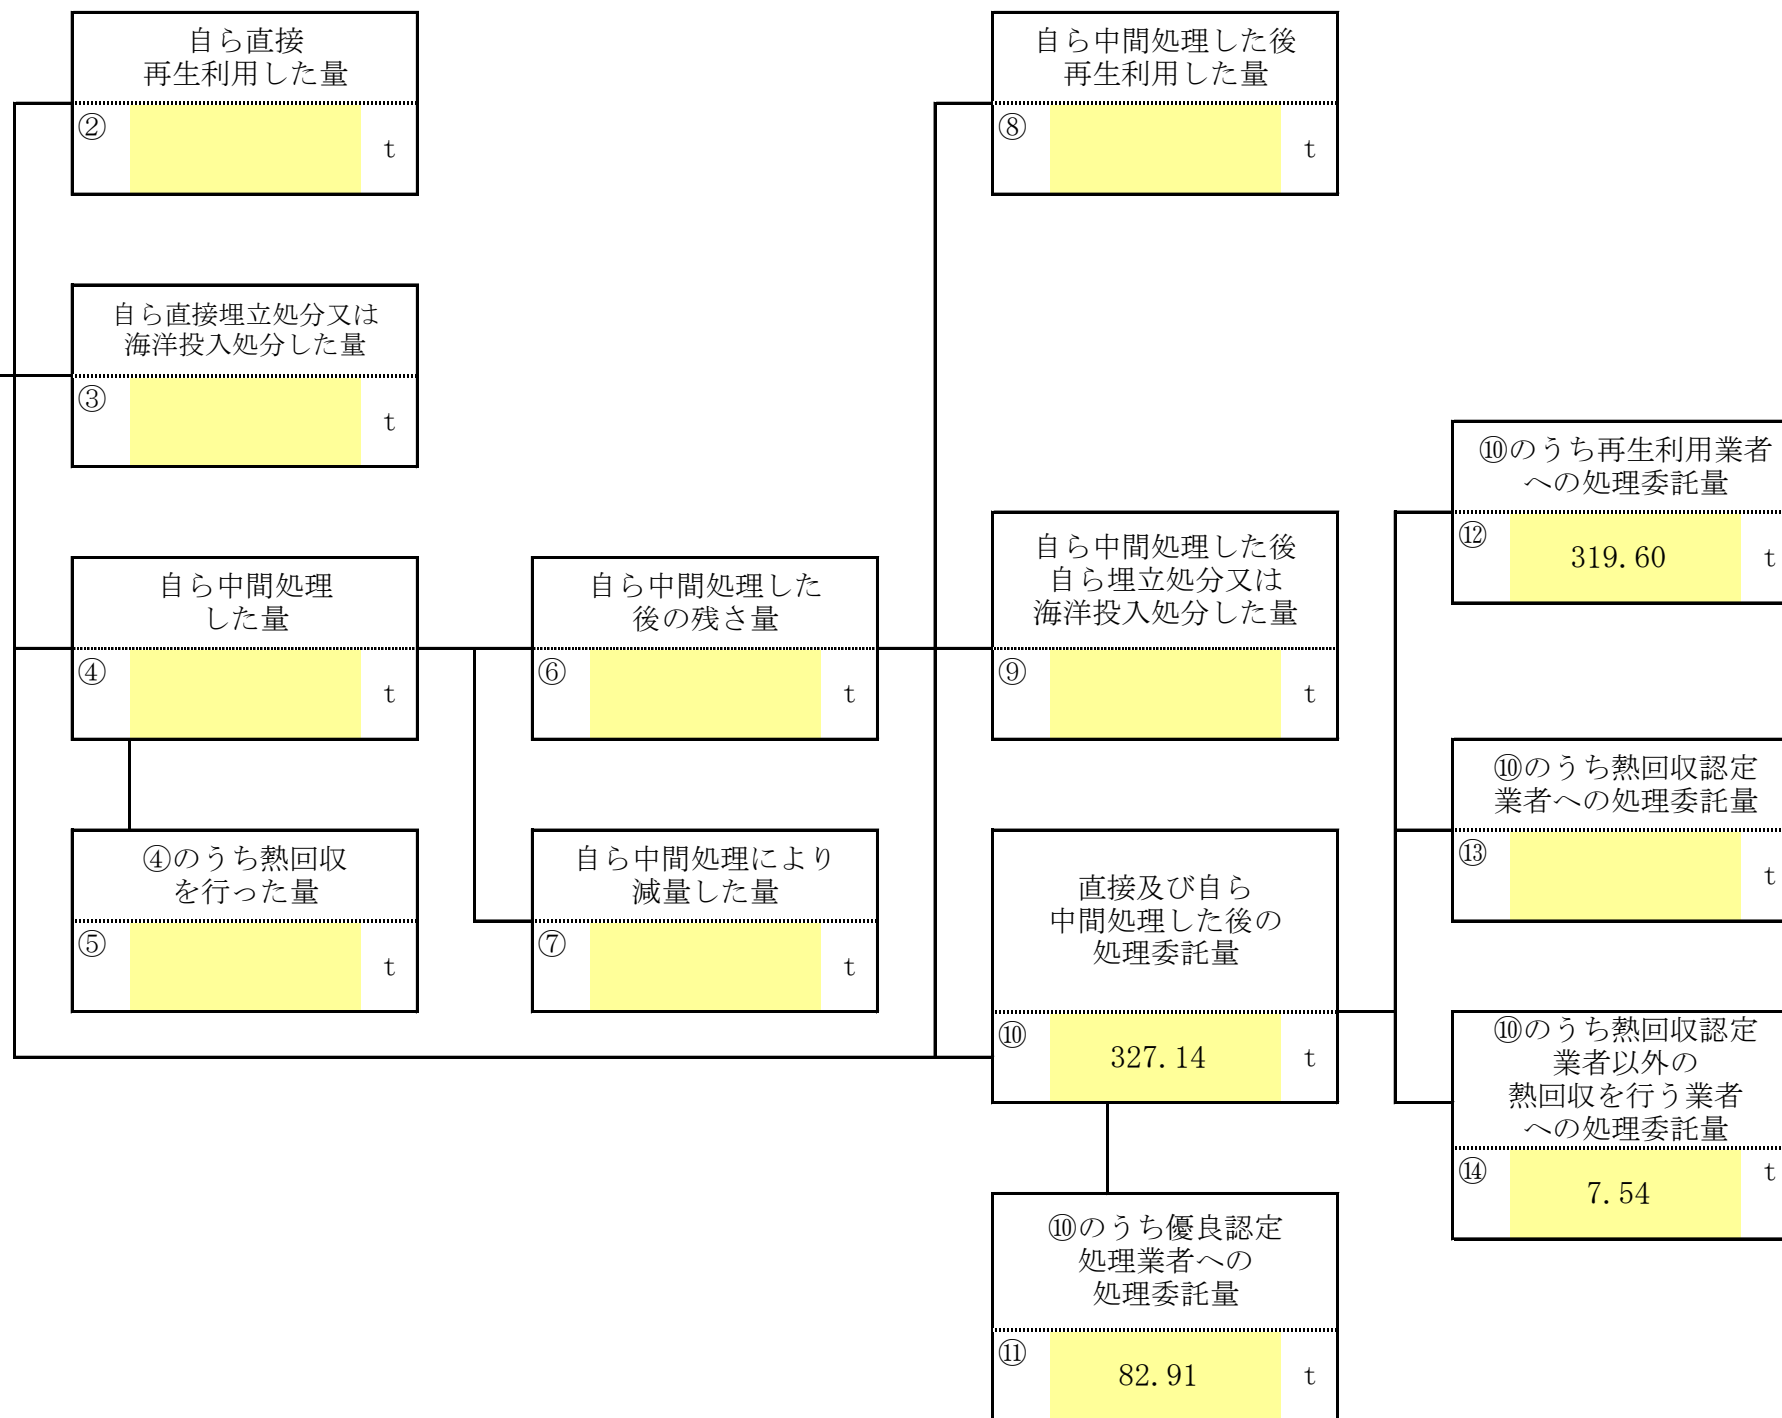 自ら直接
再生利用した量
②
t
自ら直接埋立処分又は
海洋投入処分した量
③
t
自ら中間処理
した量
④
t
④のうち熱回収
を行った量
⑤
t
自ら中間処理した
後の残さ量
⑥
t
自ら中間処理により
減量した量
⑦
t
自ら中間処理した後
再生利用した量
⑧
t
自ら中間処理した後
自ら埋立処分又は
海洋投入処分した量
⑨
t
直接及び自ら
中間処理した後の
処理委託量
⑩ 327.14 t
⑩のうち優良認定
処理業者への
処理委託量
⑪ 82.91 t
⑩のうち再生利用業者
への処理委託量
⑫ 319.60 t
⑩のうち熱回収認定
業者への処理委託量
⑬
t
⑩のうち熱回収認定
業者以外の
熱回収を行う業者
への処理委託量
⑭ 7.54 t